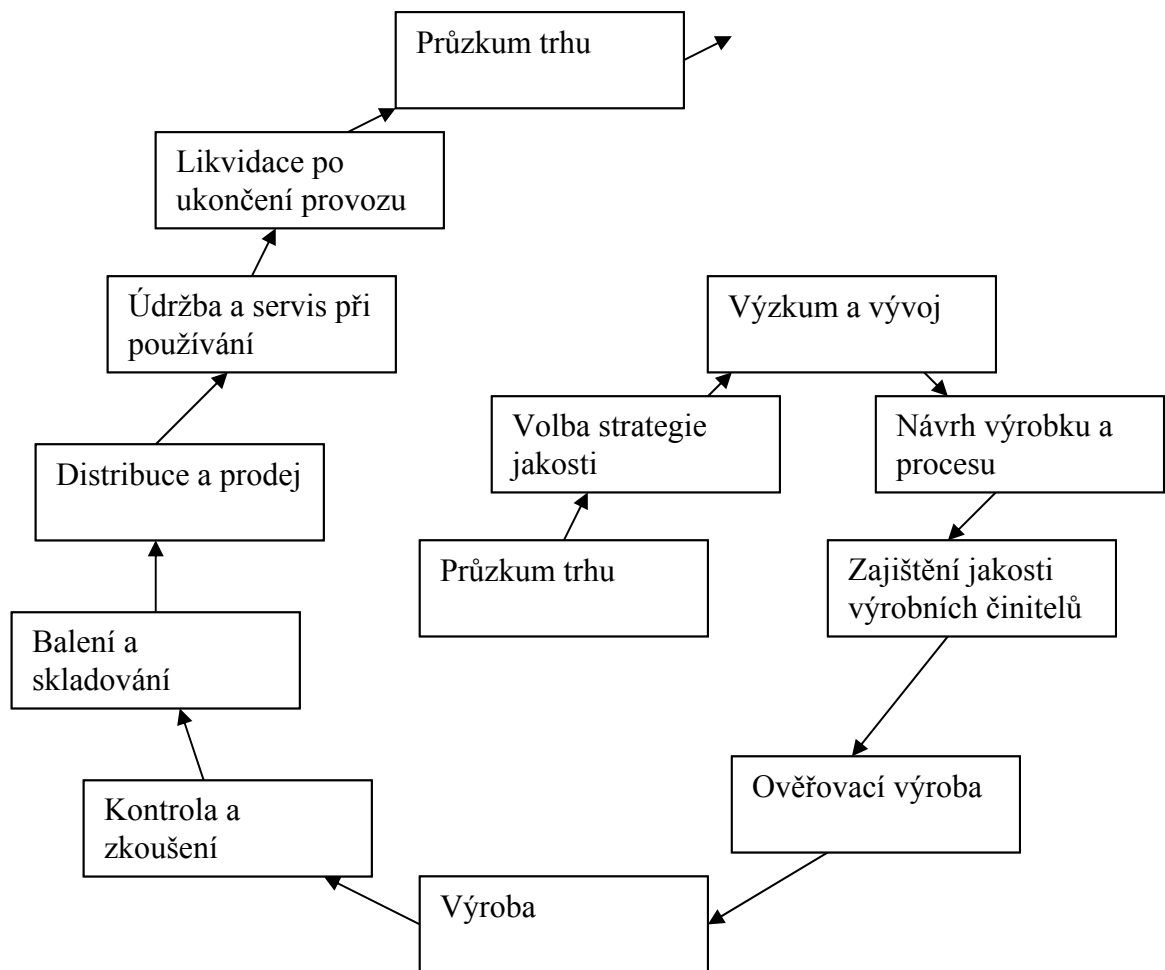 Průzkum trhu
Likvidace po
ukončení provozu
Údržba a servis při
používání
Výzkum a vývoj
Volba strategie
jakosti
Návrh výrobku a
procesu
Distribuce a prodej
Průzkum trhu
Zajištění jakosti
výrobních činitelů
Balení a
skladování
Ověřovací výroba
Kontrola a
zkoušení
Výroba